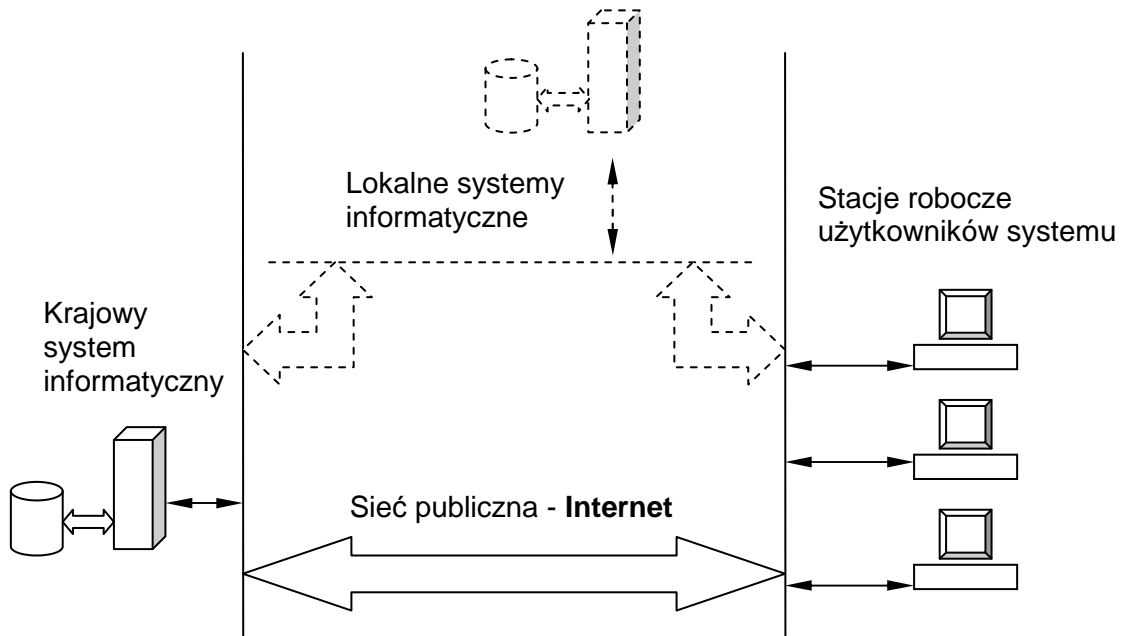 Lokalne systemy
informatyczne
Stacje robocze
użytkowników systemu
Krajowy
system
informatyczny
Sieć publiczna - Internet